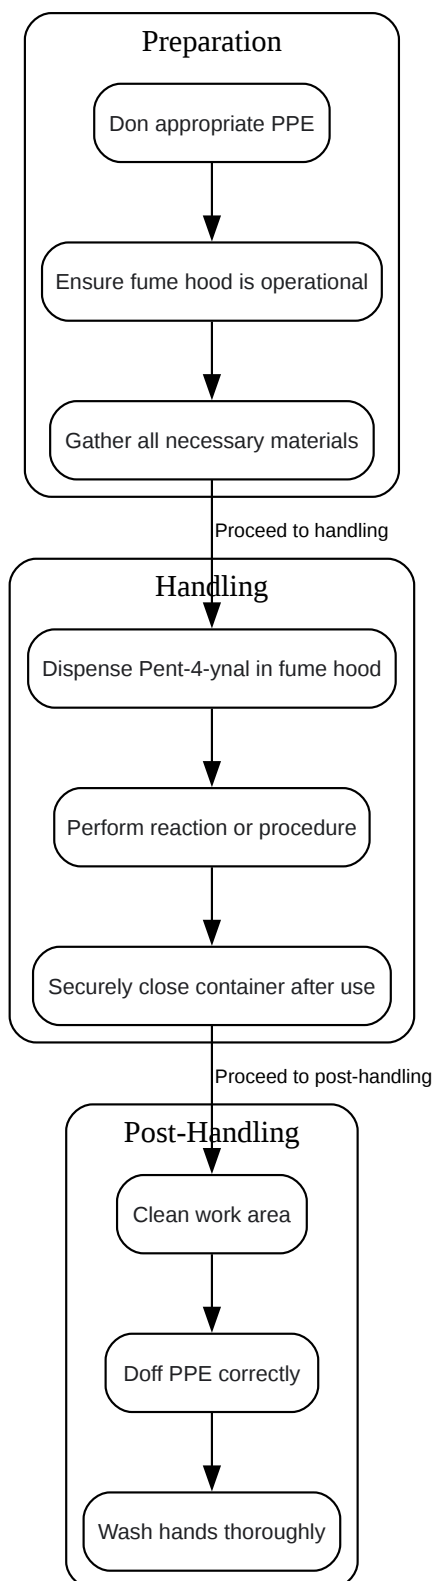 Preparation
Don appropriate PPE
Ensure fume hood is operational
Gather all necessary materials
Proceed to handling
Handling
Dispense Pent-4-ynal in fume hood
Perform reaction or procedure
Securely close container after use
Proceed to post-handling
Post-Handling
Clean work area
Doff PPE correctly
Wash hands thoroughly